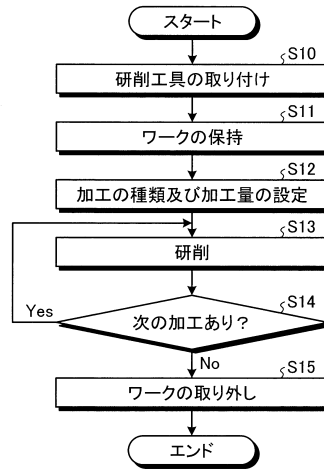 スタート
S10
研削工具の取り付け
S11
ワークの保持
S12
加工の種類及び加工量の設定
S13
研削
S14
次の加工あり？
Yes
No
S15
ワークの取り外し
エンド